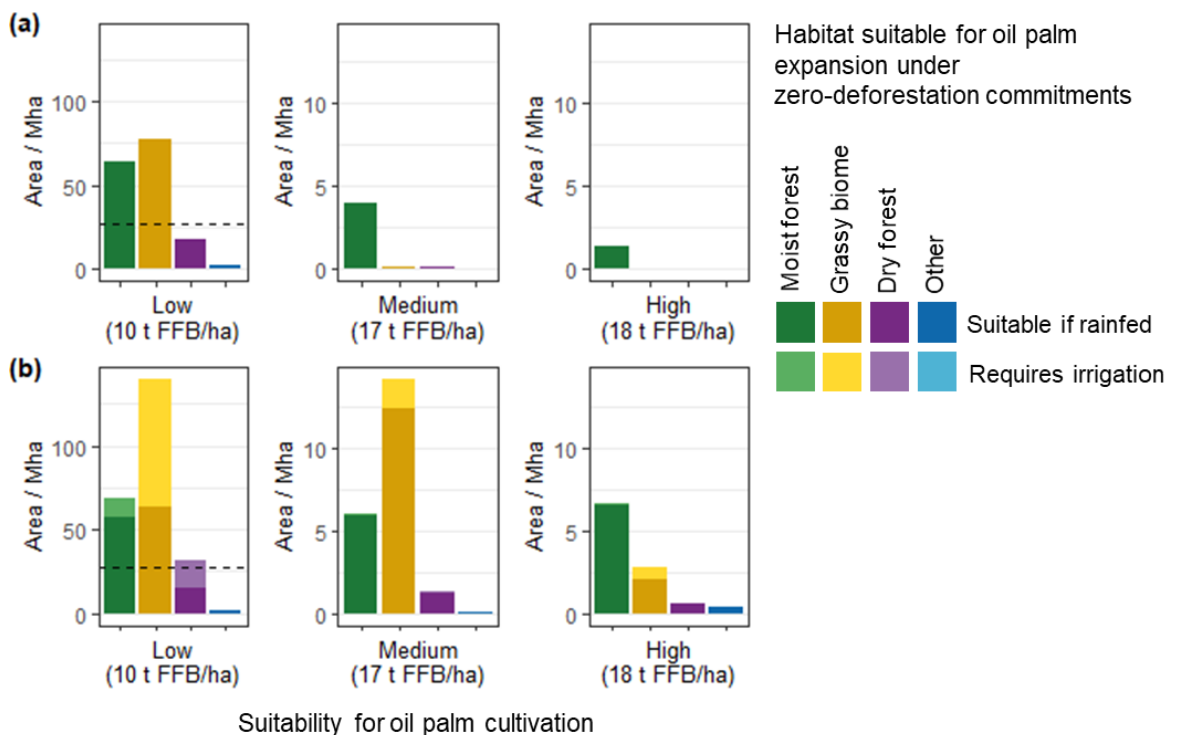 (a)
Area / Mha
100
50
0
Low
(10 t FFB/ha)
Area / Mha
10
5
0
Medium
(17 t FFB/ha)
Area / Mha
10
5
0
High
(18 t FFB/ha)
Habitat suitable for oil palm
expansion under
zero-deforestation commitments
Moist forest
Grassy biome
Dry forest
Other
Suitable if rainfed
Requires irrigation
(b)
Area / Mha
100
50
0
Low
(10 t FFB/ha)
Area / Mha
10
5
0
Medium
(17 t FFB/ha)
Area / Mha
10
5
0
High
(18 t FFB/ha)
Suitability for oil palm cultivation